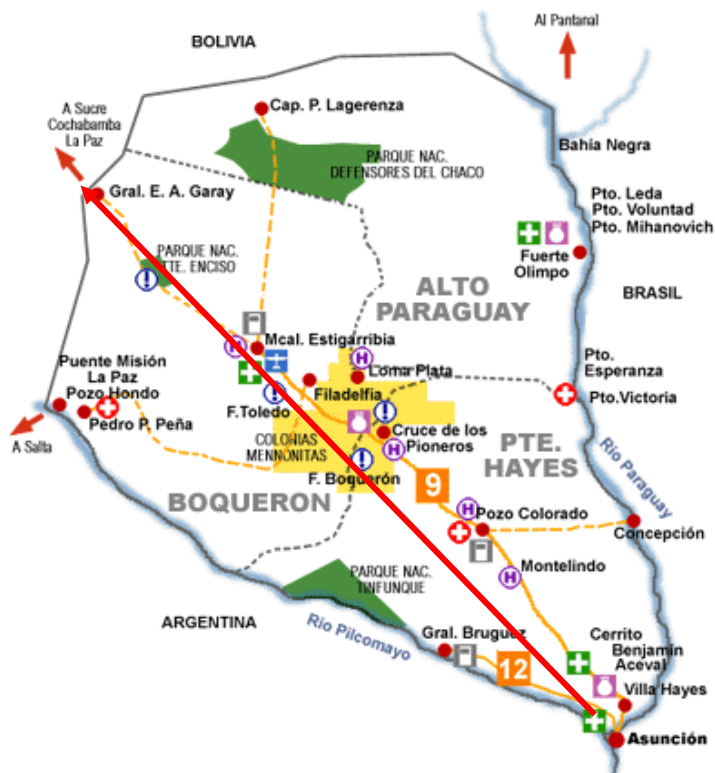 Al Pantanal
BOLIVIA
A Sucre
Cochabamba
La Paz
Cap. P. Lagerenza
Bahia Negra
PARQUE NAC.
DEFENSORES DEL CHACO
Gral. E. A. Garay
Pto. Leda
Pto. Voluntad
Pto. Mihanovich
PARQUE NAC.
TTE. ENCISO
Fuerte
Olimpo
ALTO
PARAGUAY
BRASIL
Mcal. Estigarribia
H
H
Loma Plata
Pto.
Esperanza
Pto.Victoria
Puente Misión
La Paz
Pozo Hondo
Pedro P. Peña
A Salta
Filadelfia
F.Toledo
COLONIAS
MENNONITAS
Cruce de los
Pioneros
H
F. Boquerón
PTE.
HAYES
BOQUERON
9
Río Paraguay
H
Pozo Colorado
Concepción
Montelindo
H
PARQUE NAC.
TINFUNQUE
ARGENTINA
Río Pilcomayo
Gral. Bruguez
12
Cerrito
Benjamín
Aceval
Villa Hayes
Asunción